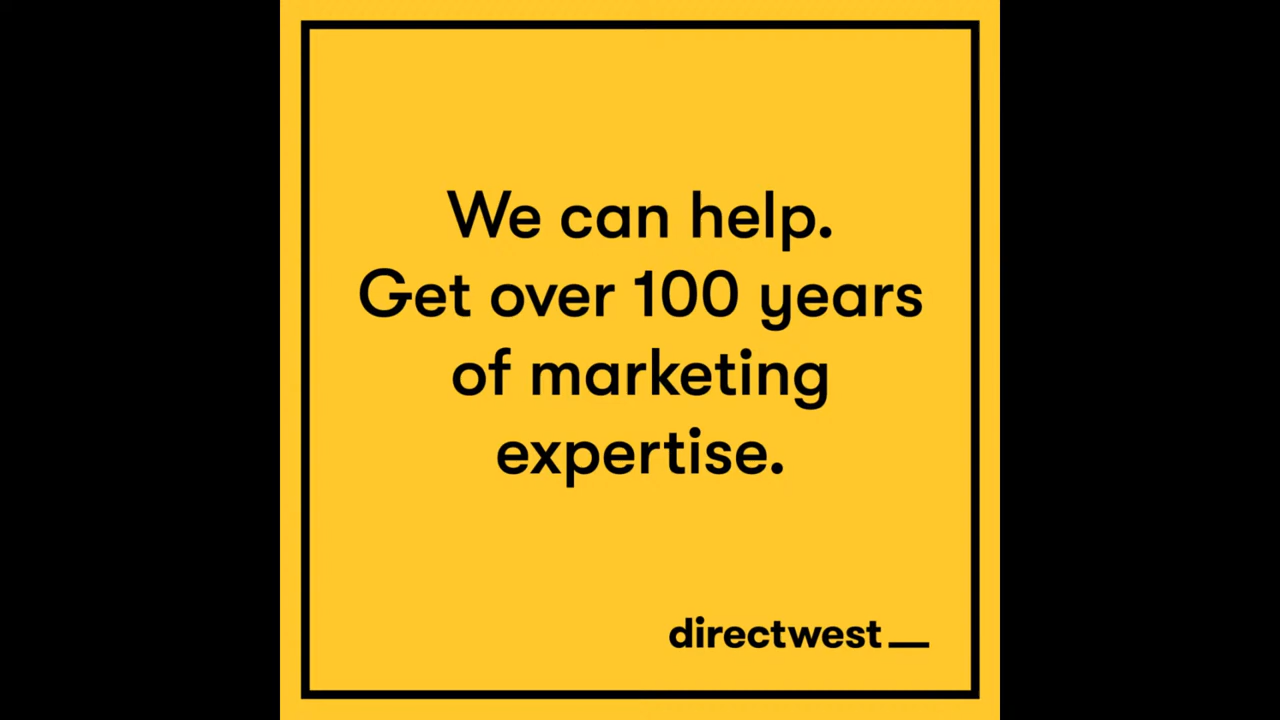 We can help.
Get over 100 years
of marketing
expertise.
directwest